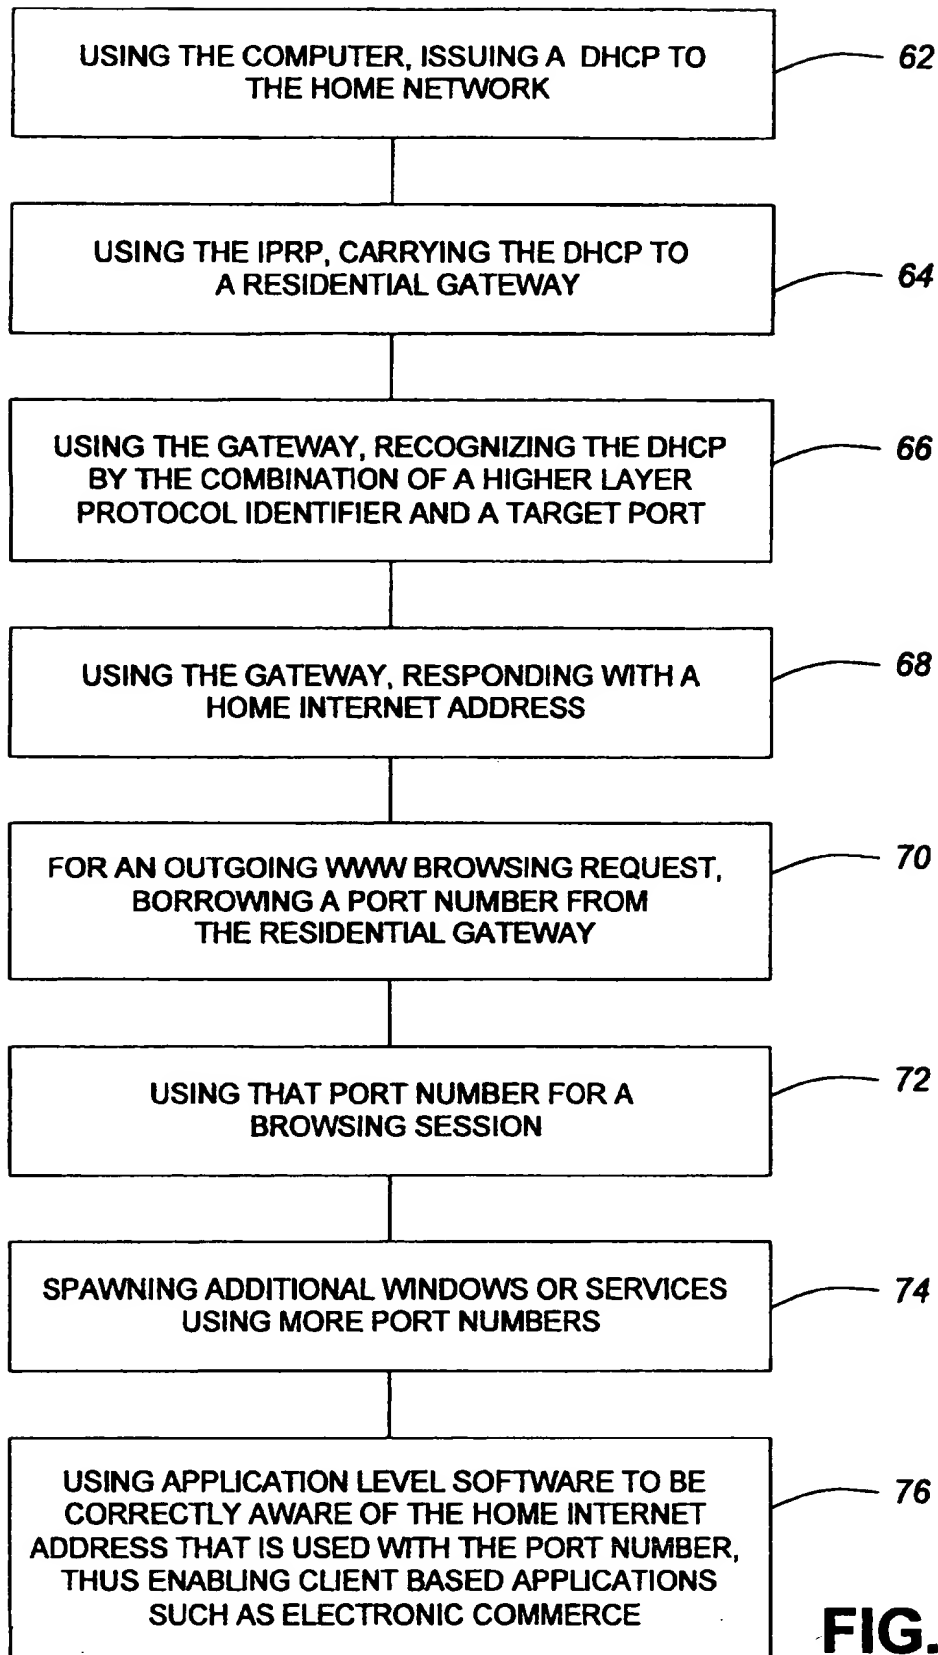 USING THE COMPUTER, ISSUING A DHCP TO
THE HOME NETWORK
62
USING THE IPRP, CARRYING THE DHCP TO
A RESIDENTIAL GATEWAY
64
USING THE GATEWAY, RECOGNIZING THE DHCP
BY THE COMBINATION OF A HIGHER LAYER
PROTOCOL IDENTIFIER AND A TARGET PORT
66
USING THE GATEWAY, RESPONDING WITH A
HOME INTERNET ADDRESS
68
FOR AN OUTGOING WWW BROWSING REQUEST,
BORROWING A PORT NUMBER FROM
THE RESIDENTIAL GATEWAY
70
USING THAT PORT NUMBER FOR A
BROWSING SESSION
72
SPAWNING ADDITIONAL WINDOWS OR SERVICES
USING MORE PORT NUMBERS
74
USING APPLICATION LEVEL SOFTWARE TO BE
CORRECTLY AWARE OF THE HOME INTERNET
ADDRESS THAT IS USED WITH THE PORT NUMBER,
THUS ENABLING CLIENT BASED APPLICATIONS
SUCH AS ELECTRONIC COMMERCE
76
FIG.